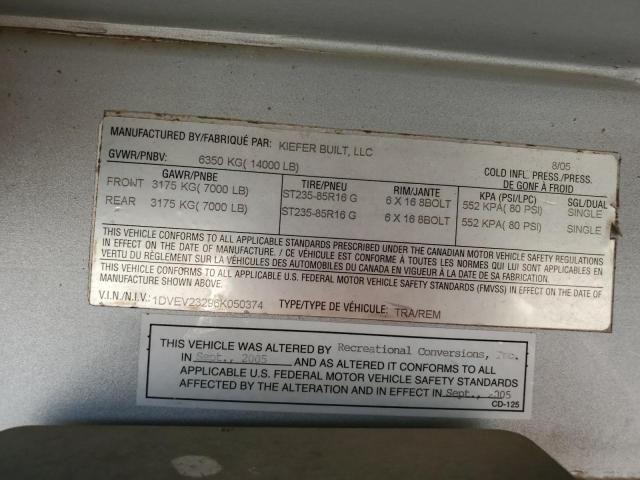 MANUFACTURED BY/FABRIQUÉ PAR: KIEFER BUILT, LLC 8/05
GVWR/PNBV: 6350 KG( 14000 LB) COLD INFL. PRESS./PRESS.
GAWR/PNBE TIRE/PNEU RIM/JANTE DE GONF À FROID
KPA (PSI/LPC) SGL/DUAL
FRONT 3175 KG( 7000 LB) ST235-85R16 G 6 X 16 8BOLT 552 KPA( 80 PSI) SINGLE
REAR 3175 KG( 7000 LB) ST235-85R16 G 6 X 16 8BOLT 552 KPA( 80 PSI) SINGLE
THIS VEHICLE CONFORMS TO ALL APPLICABLE STANDARDS PRESCRIBED UNDER THE CANADIAN MOTOR VEHICLE SAFETY REGULATIONS
IN EFFECT ON THE DATE OF MANUFACTURE. / CE VÉHICULE EST CONFORME À TOUTES LES NORMES QUI LUI SONT APPLICABLES EN
VERTU DU RÈGLEMENT SUR LA SÉCURITÉ DES VÉHICULES DES AUTOMOBILES DU CANADA EN VIGUEUR À LA DATE DE SA FABRICATION.
THIS VEHICLE CONFORMS TO ALL APPLICABLE U.S. FEDERAL MOTOR VEHICLE SAFETY STANDARDS (FMVSS) IN EFFECT ON THE
DATE OF MANUFACTURE.
V.I.N./N.I.V.: 1DVEV23296K050374 TYPE/TYPE DE VÉHICULE: TRA/REM
THIS VEHICLE WAS ALTERED BY Recreational Conversions, Inc.
IN Sept., 2005 AND AS ALTERED IT CONFORMS TO ALL
APPLICABLE U.S. FEDERAL MOTOR VEHICLE SAFETY STANDARDS
AFFECTED BY THE ALTERATION AND IN EFFECT IN Sept.,
CD-125